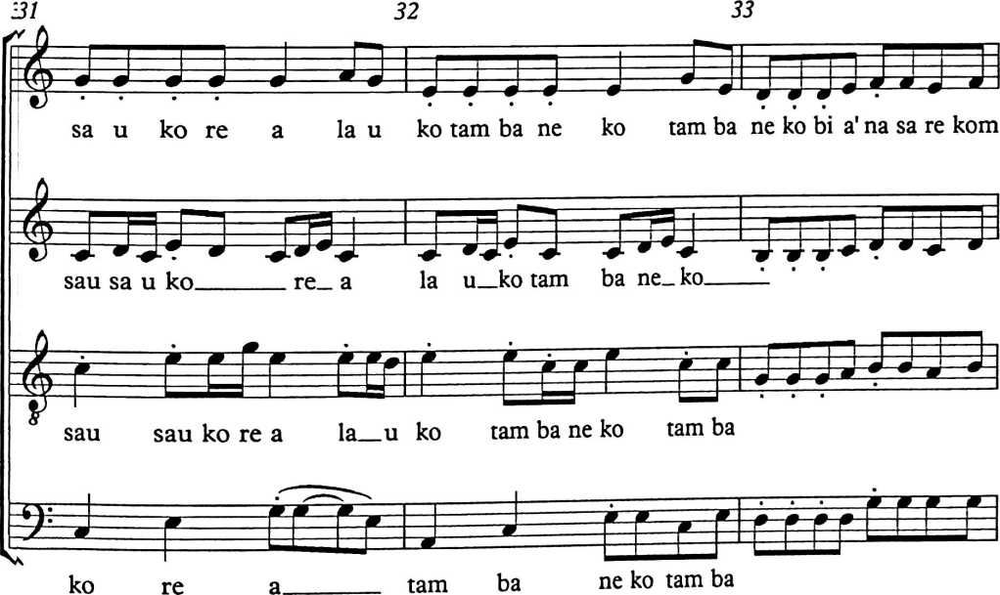 31 32 33
sa u ko re a la u ko tam ba ne ko tam ba ne ko bi a' na sa re kom
sau sa u ko re a la u ko tam ba ne ko
8
sau sau ko re a la u ko tam ba ne ko tam ba
ko re a tam ba ne ko tam ba